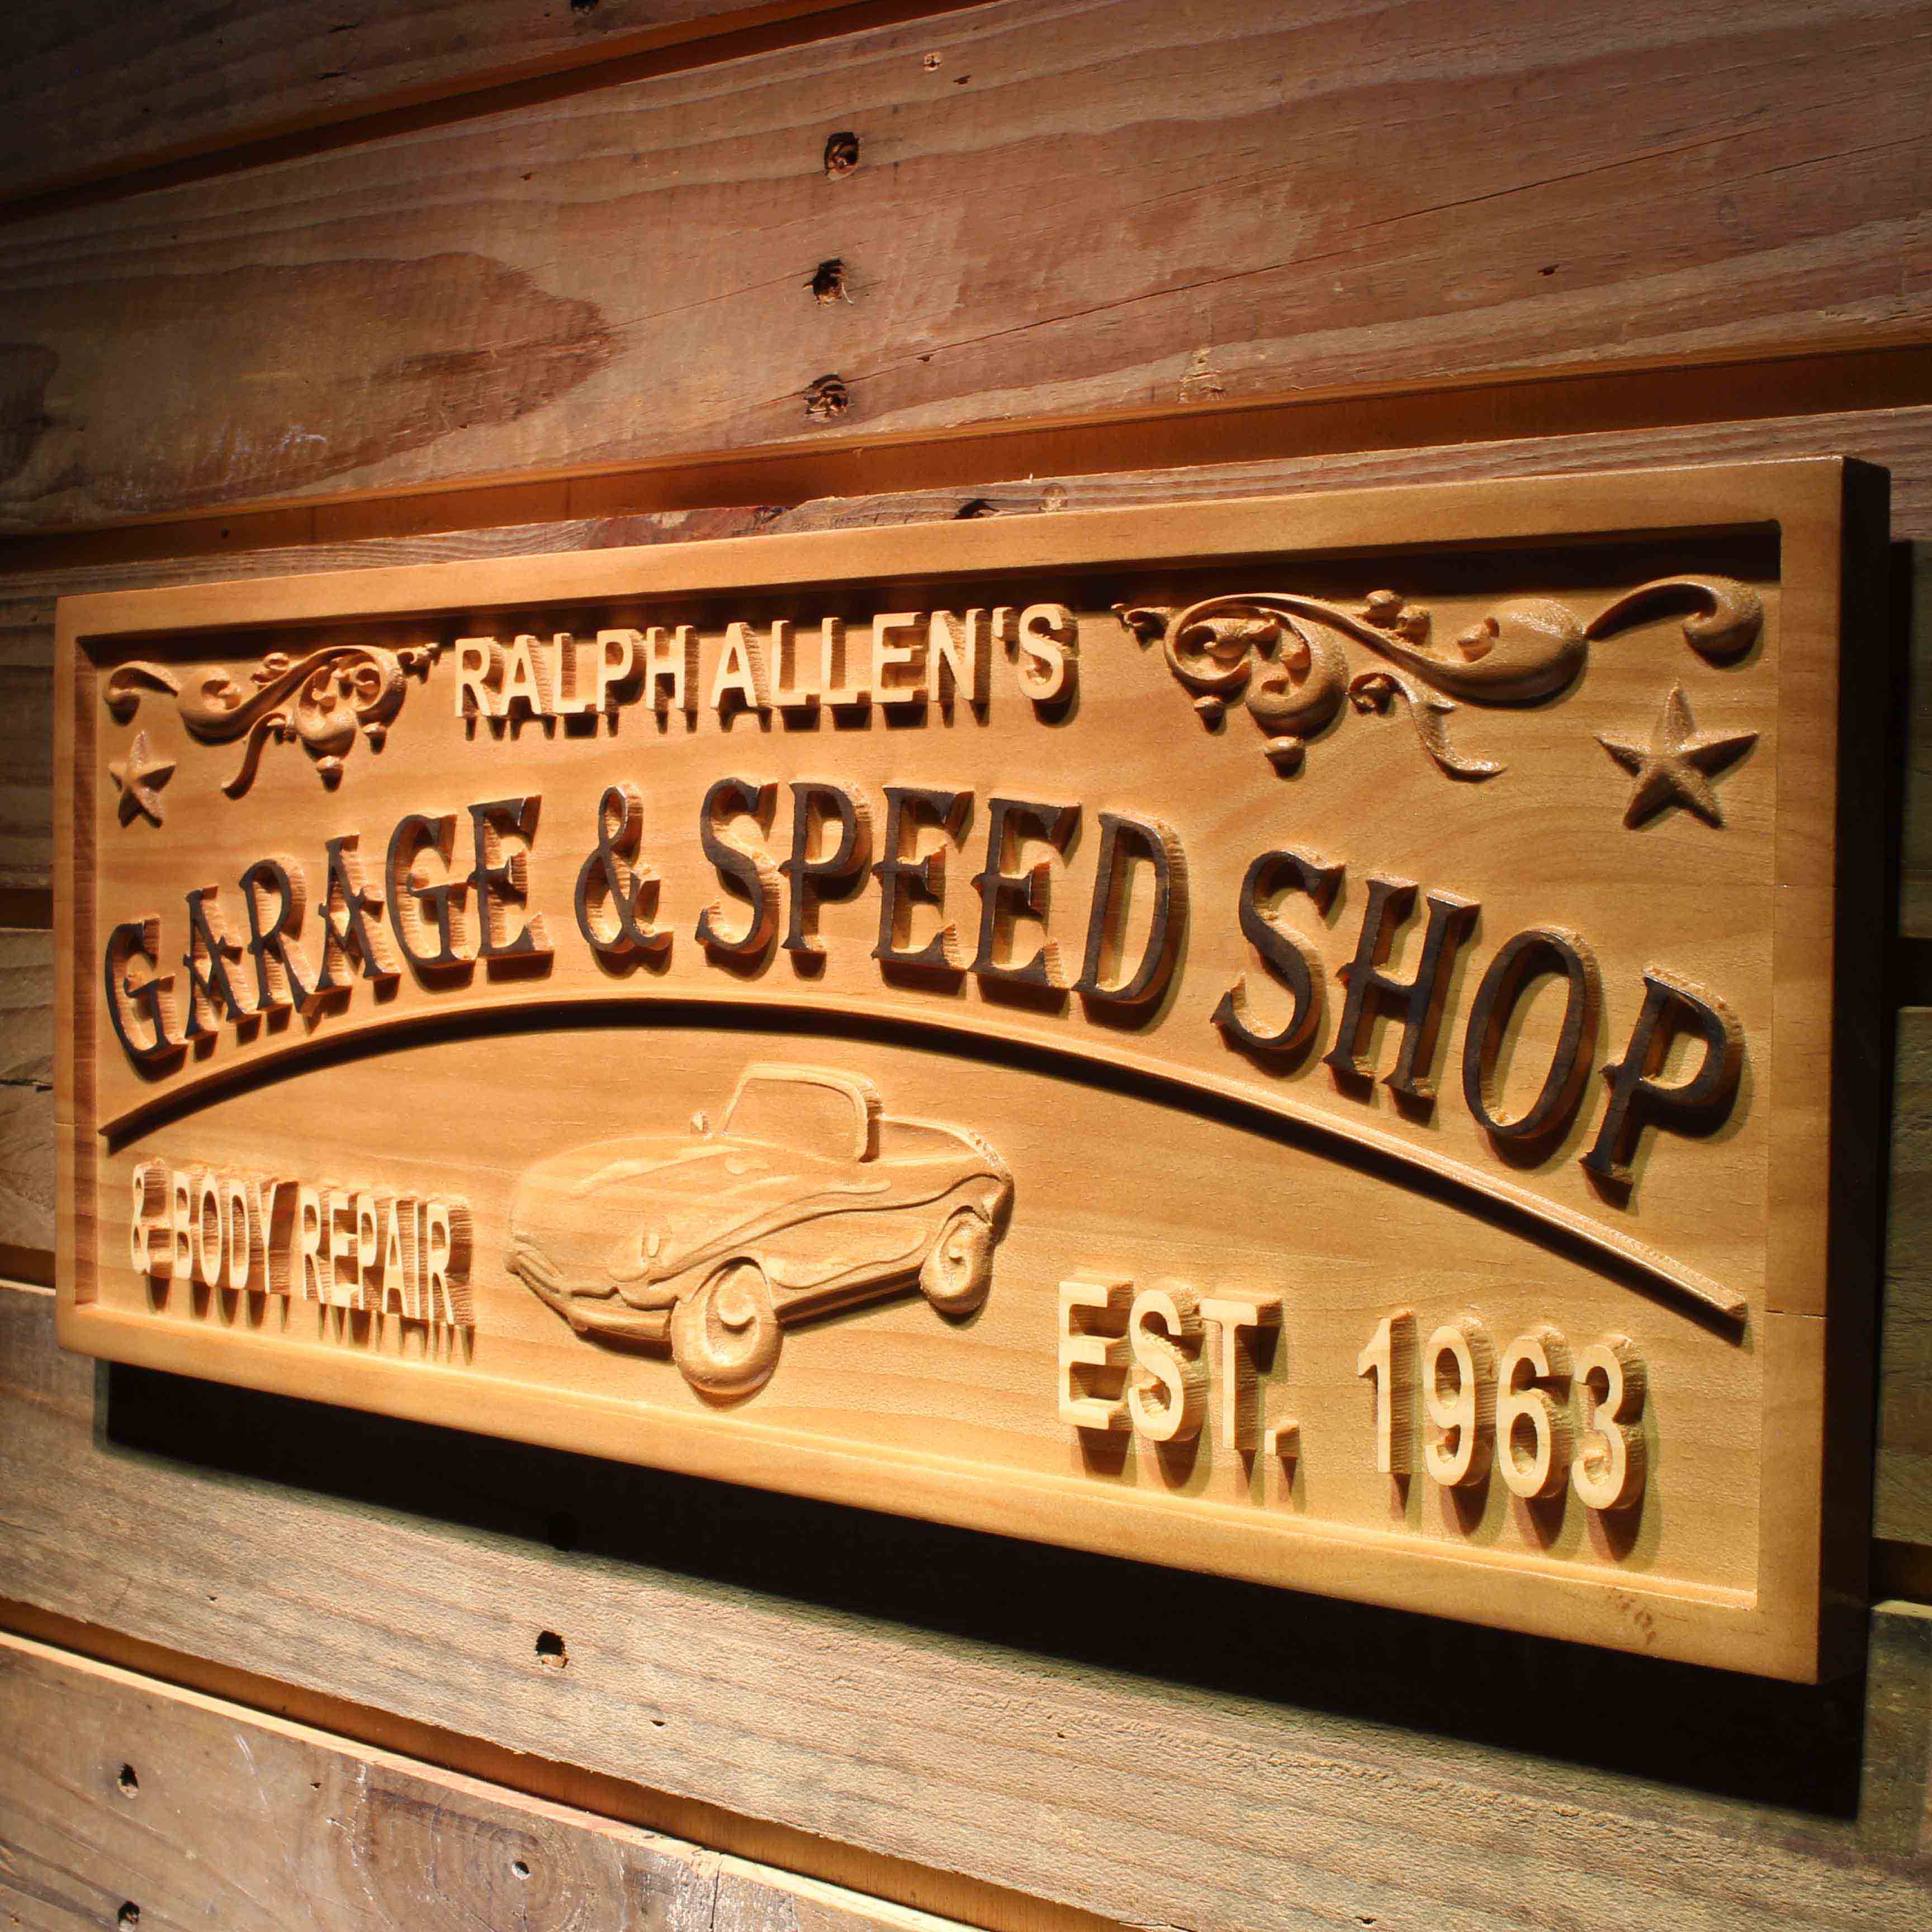 RALPH ALLEN'S
GARAGE & SPEED SHOP
& BODY REPAIR
EST. 1963